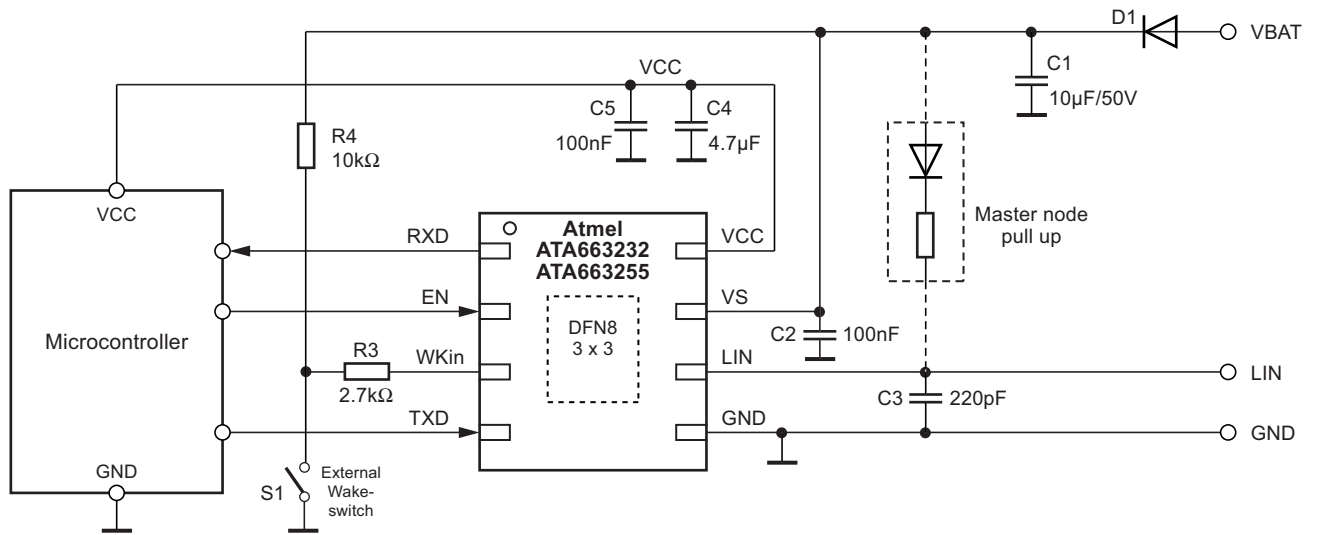 D1
VBAT
C1
10µF/50V
VCC
C5
100nF
C4
4.7µF
R4
10kΩ
Master node
pull up
VCC
Microcontroller
GND
RXD
EN
WKin
TXD
R3
2.7kΩ
S1
External
Wake-
switch
Atmel
ATA663232
ATA663255
DFN8
3 x 3
VCC
VS
LIN
GND
C2
100nF
C3
220pF
LIN
GND